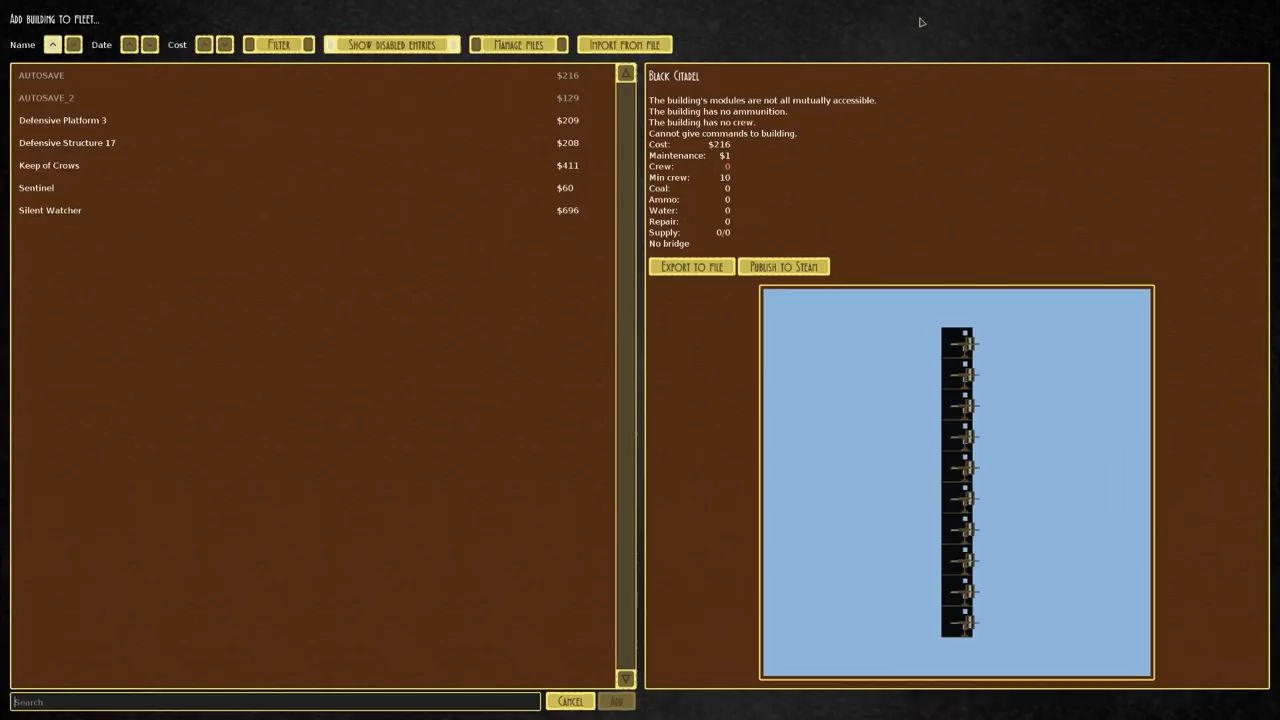 Add building to fleet...
Name Date Cost Filter Show disabled entries Manage files Import from file
AUTOSAVE $216
AUTOSAVE_2 $129
Defensive Platform 3 $209
Defensive Structure 17 $208
Keep of Crows $411
Sentinel $60
Silent Watcher $696
Search Cancel Add
Black Citadel
The building's modules are not all mutually accessible.
The building has no ammunition.
The building has no crew.
Cannot give commands to building.
Cost: $216
Maintenance: $1
Crew: 0
Min crew: 10
Coal: 0
Ammo: 0
Water: 0
Repair: 0
Supply: 0/0
No bridge
Export to file Publish to Steam